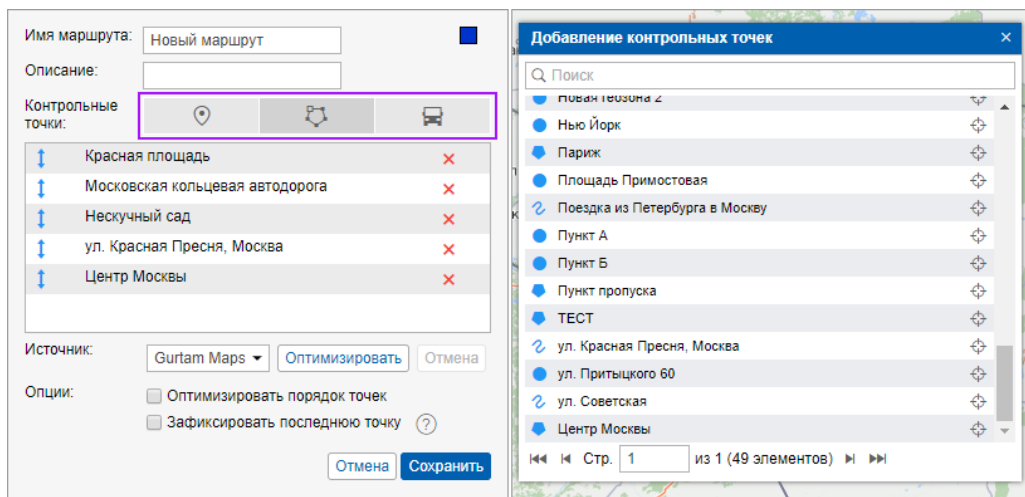 Имя маршрута: Новый маршрут
Описание:
Контрольные точки:
Красная площадь
Московская кольцевая автодорога
Нескучный сад
ул. Красная Пресня, Москва
Центр Москвы
Источник: Gurtam Maps Оптимизировать Отмена
Опции: Оптимизировать порядок точек
Зафиксировать последнюю точку ?
Отмена Сохранить
Добавление контрольных точек
Поиск
Новая геозона 2
Нью Йорк
Париж
Площадь Примостовая
Поездка из Петербурга в Москву
Пункт А
Пункт Б
Пункт пропуска
ТЕСТ
ул. Красная Пресня, Москва
ул. Притыцкого 60
ул. Советская
Центр Москвы
Стр. 1 из 1 (49 элементов)